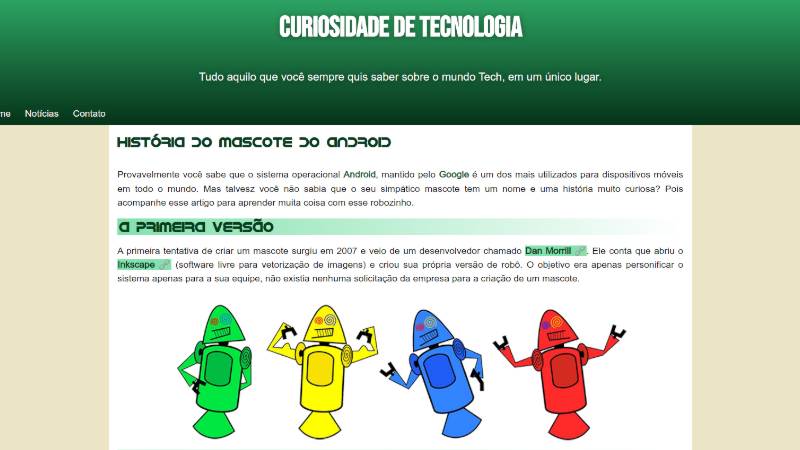 CURIOSIDADE DE TECNOLOGIA
Tudo aquilo que você sempre quis saber sobre o mundo Tech, em um único lugar.
me Notícias Contato
HISTÓRIA DO MASCOTE DO ANDROID
Provavelmente você sabe que o sistema operacional Android, mantido pelo Google é um dos mais utilizados para dispositivos móveis
em todo o mundo. Mas talvesz você não sabia que o seu simpático mascote tem um nome e uma história muito curiosa? Pois
acompanhe esse artigo para aprender muita coisa com esse robozinho.
A PRIMEIRA VERSÃO
A primeira tentativa de criar um mascote surgiu em 2007 e veio de um desenvolvedor chamado Dan Morrill . Ele conta que abriu o
Inkscape (software livre para vetorização de imagens) e criou sua própria versão de robô. O objetivo era apenas personificar o
sistema apenas para a sua equipe, não existia nenhuma solicitação da empresa para a criação de um mascote.